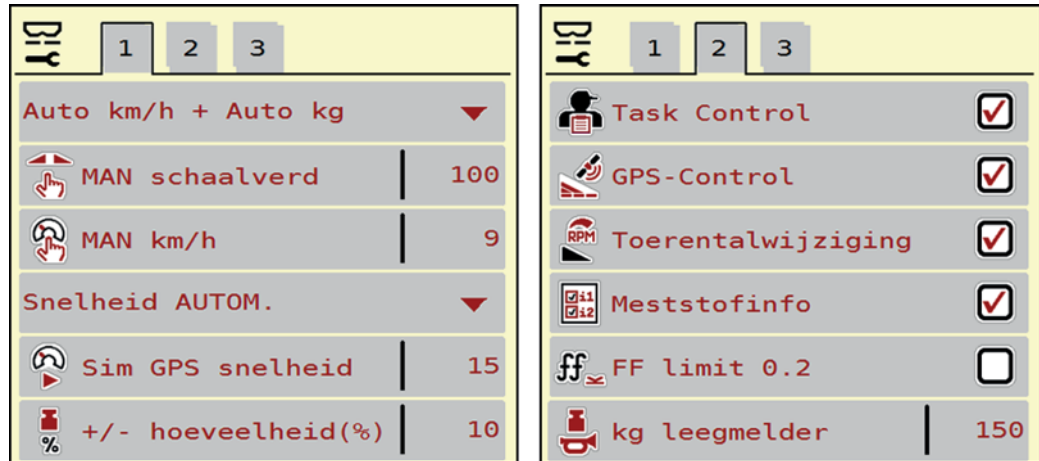 1 2 3
Auto km/h + Auto kg
MAN schaalverd 100
MAN km/h 9
Snelheid AUTOM.
Sim GPS snelheid 15
% +/- hoeveelheid(%) 10
1 2 3
Task Control
GPS-Control
RPM Toerentalwijziging
i1 i2 Meststofinfo
ff FF limit 0.2
kg leegmelder 150